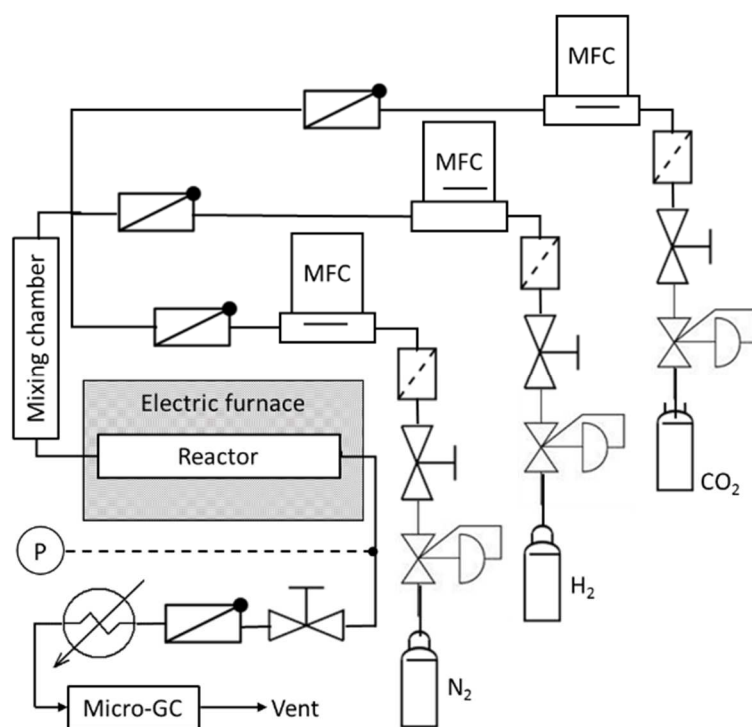 MFC
MFC
MFC
Mixing chamber
Electric furnace
Reactor
CO₂
P
H₂
N₂
Micro-GC
Vent